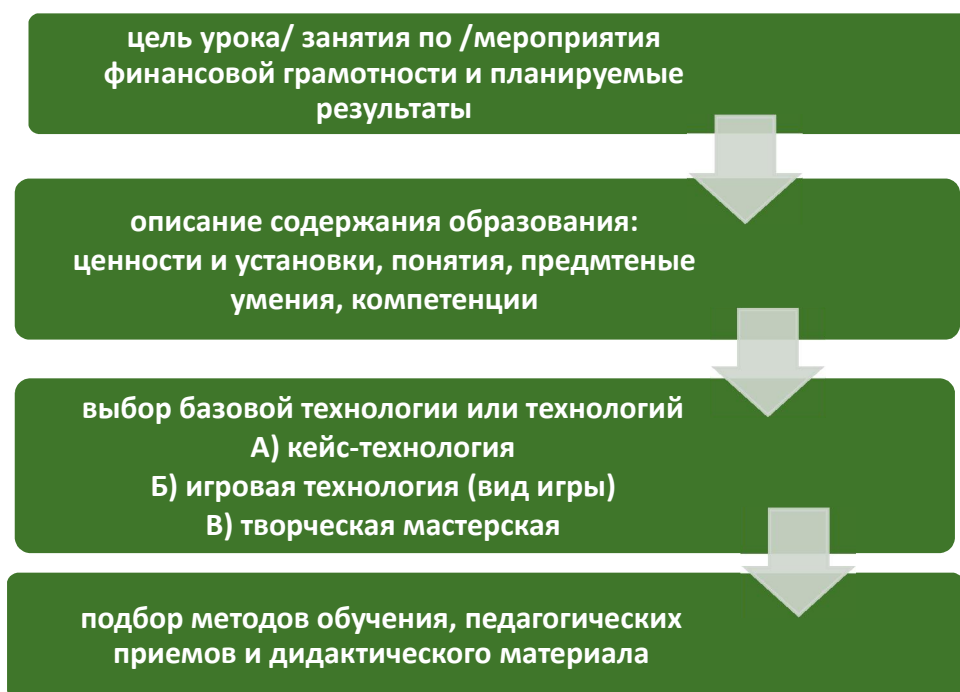 цель урока/ занятия по /мероприятия
финансовой грамотности и планируемые
результаты
описание содержания образования:
ценности и установки, понятия, предмтеные
умения, компетенции
выбор базовой технологии или технологий
А) кейс-технология
Б) игровая технология (вид игры)
В) творческая мастерская
подбор методов обучения, педагогических
приемов и дидактического материала